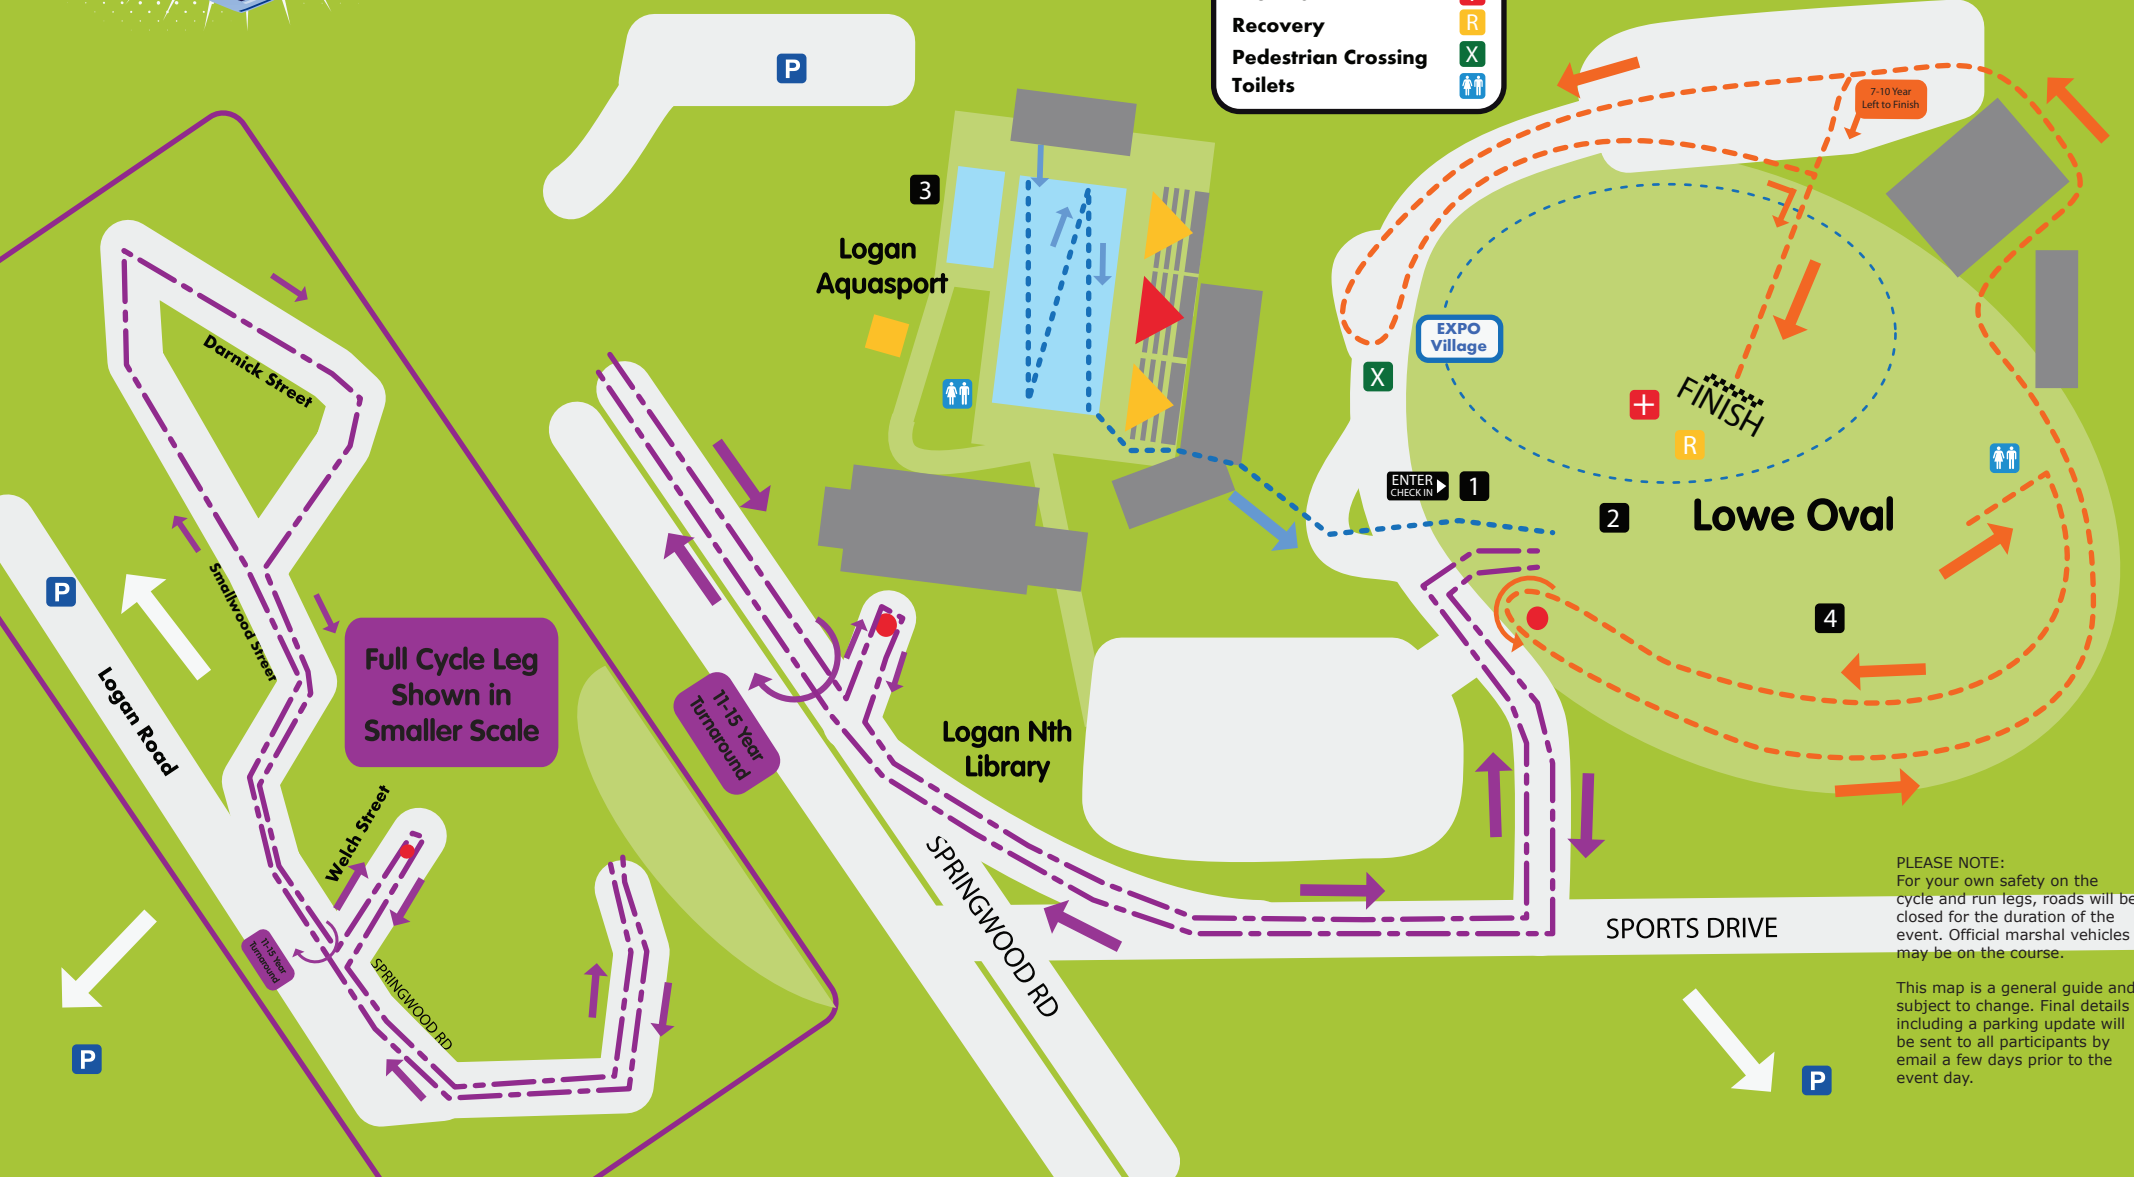 Recovery
R
Pedestrian Crossing
X
Toilets
P
7-10 Year
Left to Finish
3
Logan
Aquasport
EXPO
Village
X
FINISH
R
ENTER
CHECK IN
1
2
Lowe Oval
4
Darnick Street
Smallwood Street
P
Logan Road
Full Cycle Leg
Shown in
Smaller Scale
11-15 Year
Turnaround
Logan Nth
Library
Welch Street
11-15 Year
Turnaround
SPRINGWOOD RD
SPRINGWOOD RD
SPORTS DRIVE
P
P
PLEASE NOTE:
For your own safety on the
cycle and run legs, roads will be
closed for the duration of the
event. Official marshal vehicles
may be on the course.
This map is a general guide and
subject to change. Final details
including a parking update will
be sent to all participants by
email a few days prior to the
event day.